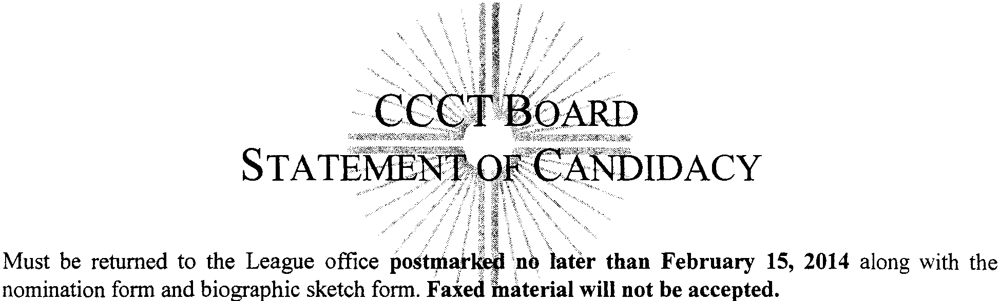 CCCT BOARD
STATEMENT OF CANDIDACY
Must be returned to the League office postmarked no later than February 15, 2014 along with the
nomination form and biographic sketch form. Faxed material will not be accepted.